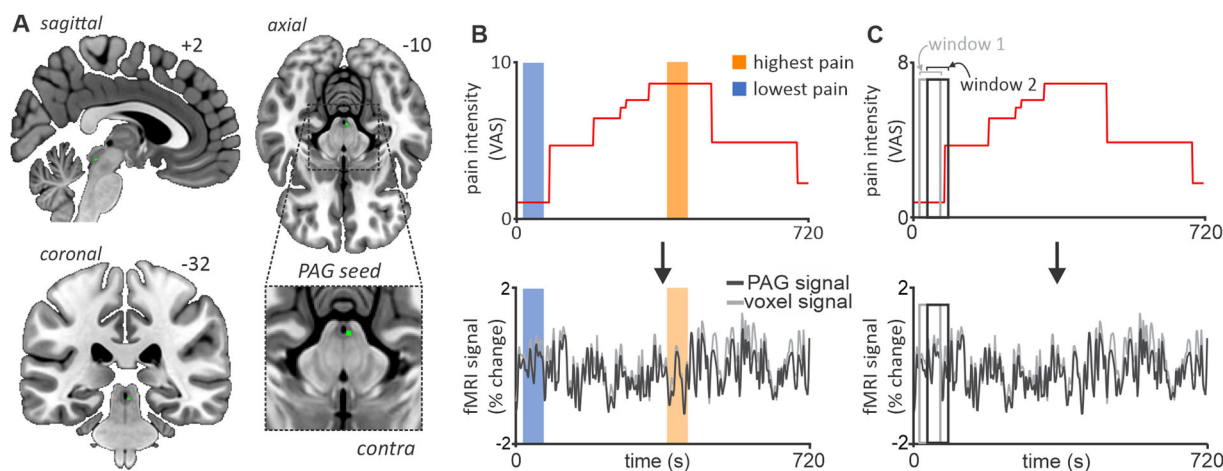 A
sagittal
+2
axial
-10
coronal
-32
PAG seed
contra
B
highest pain
lowest pain
10
pain intensity
(VAS)
0
0
720
2
PAG signal
voxel signal
fMRI signal
(% change)
-2
0
time (s)
720
C
window 1
window 2
8
pain intensity
(VAS)
0
0
720
2
fMRI signal
(% change)
-2
0
time (s)
720